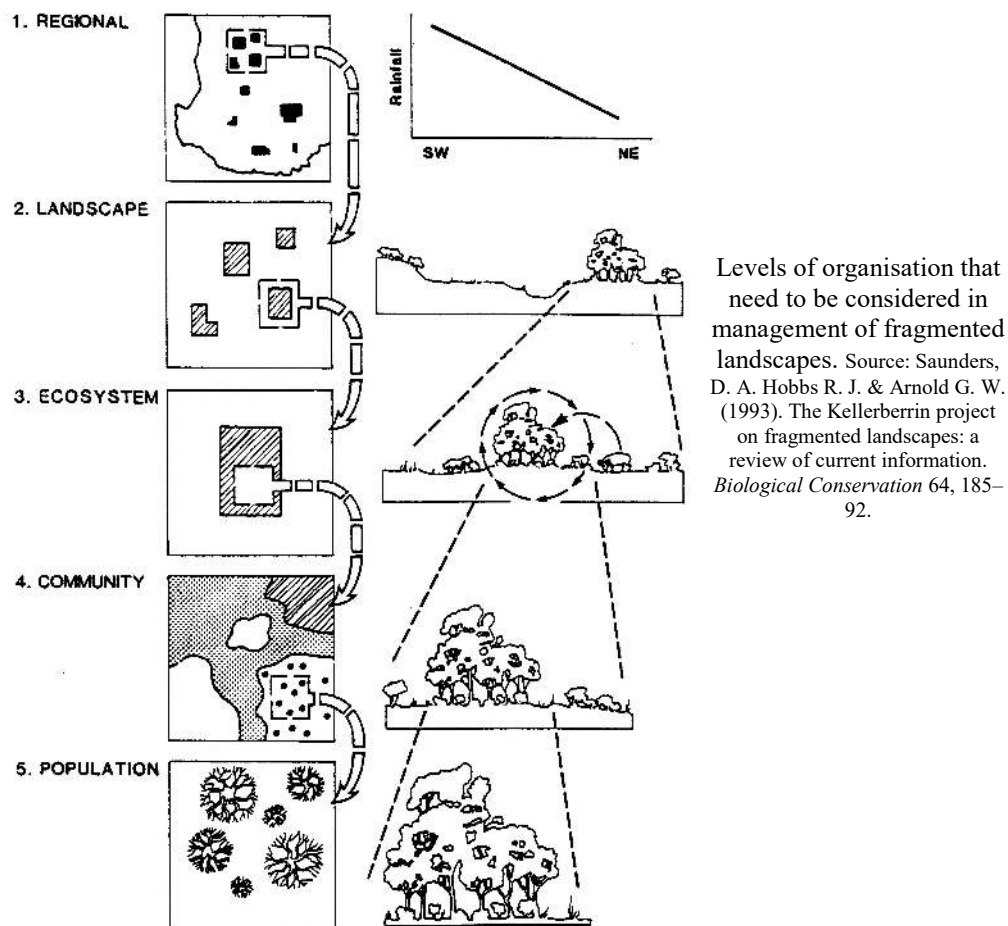 1. REGIONAL
Rainfall
SW
NE
2. LANDSCAPE
3. ECOSYSTEM
4. COMMUNITY
5. POPULATION
Levels of organisation that
need to be considered in
management of fragmented
landscapes. Source: Saunders,
D. A. Hobbs R. J. & Arnold G. W.
(1993). The Kellerberrin project
on fragmented landscapes: a
review of current information.
Biological Conservation 64, 185–
92.